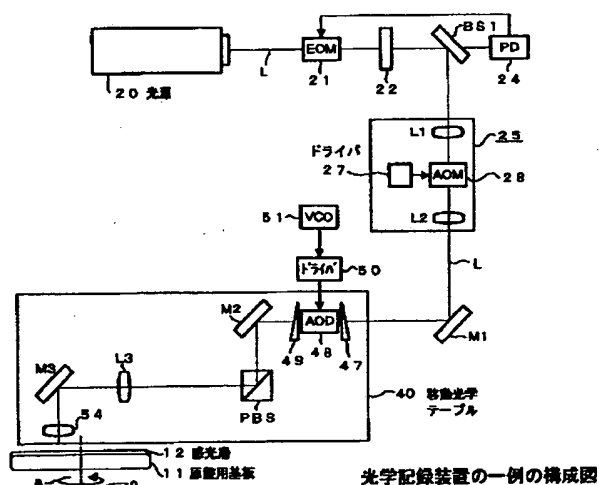 BS1
EOM
PD
L
20 光源
21
22
24
L1
25
ドライバ
27
AOM
28
L2
51
VCO
ドライバ
50
L
M2
AOD
M1
49
48
47
M3
L3
PBS
40 移動光学
テーブル
54
12 感光層
11 原盤用基板
光学記録装置の一例の構成図